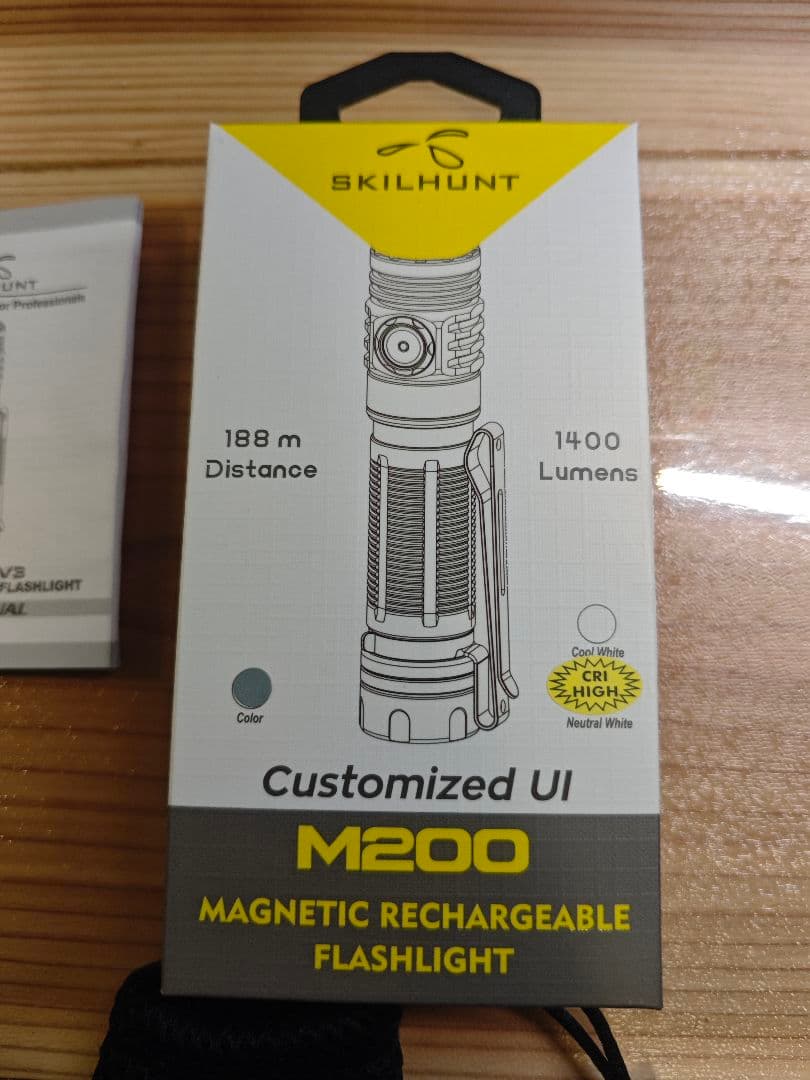 SKILHUNT
188 m
Distance
1400
Lumens
Cool White
CRI
HIGH
Neutral White
Color
Customized UI
M200
MAGNETIC RECHARGEABLE
FLASHLIGHT
UNT
or Professionals
V3
FLASHLIGHT
UAL